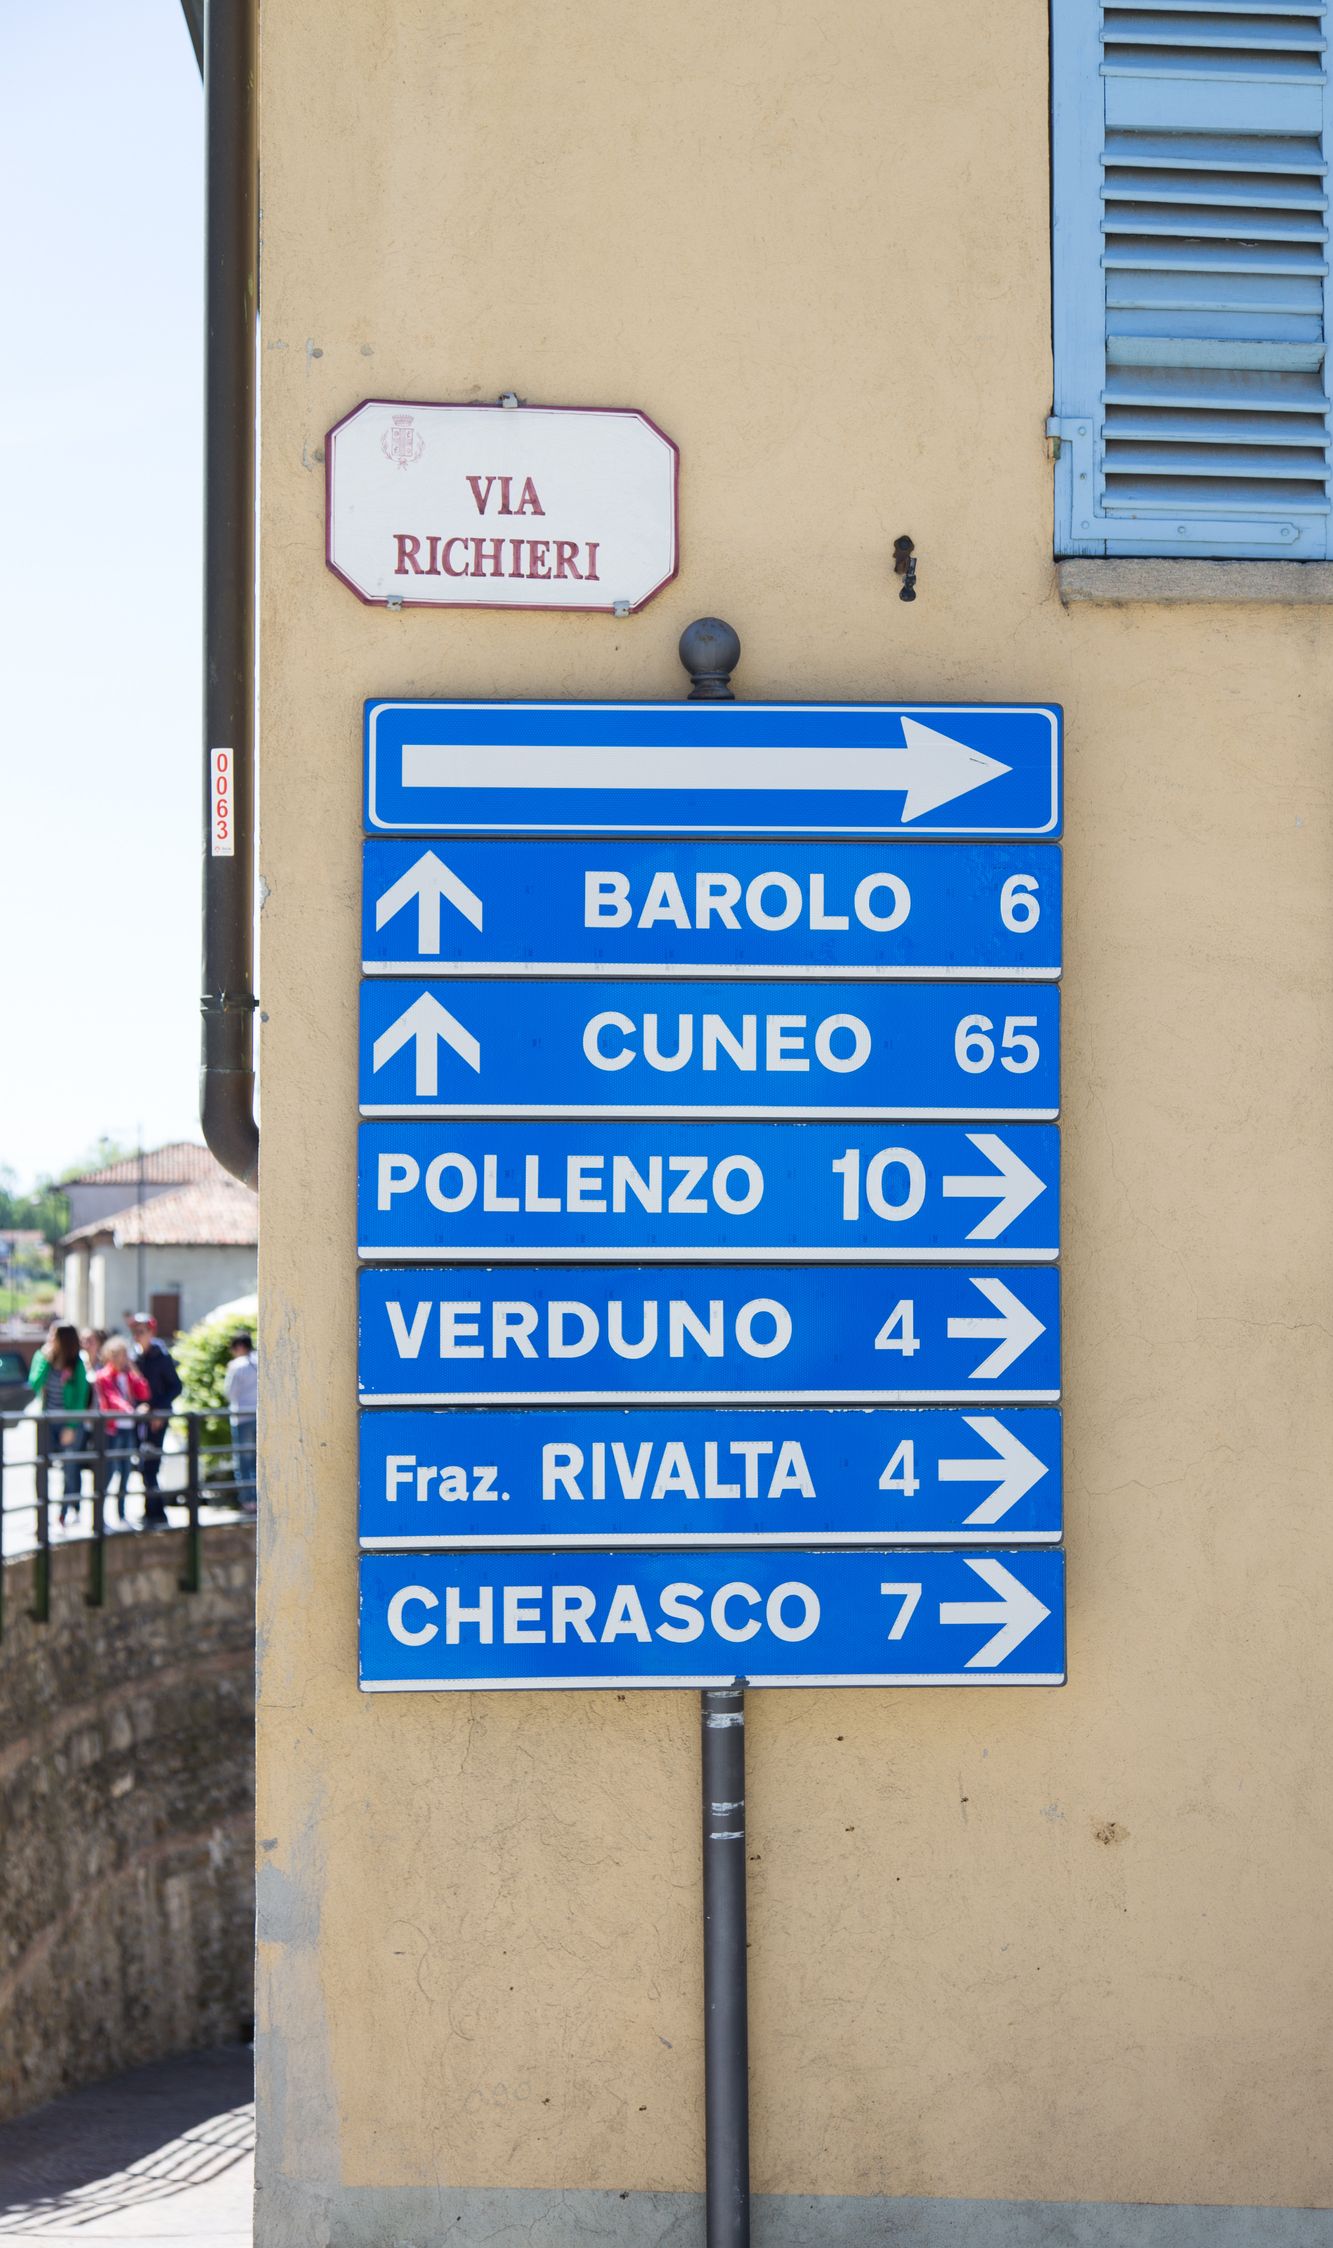 VIA
RICHIERI
0063
BAROLO 6
CUNEO 65
POLLENZO 10
VERDUNO 4
Fraz. RIVALTA 4
CHERASCO 7